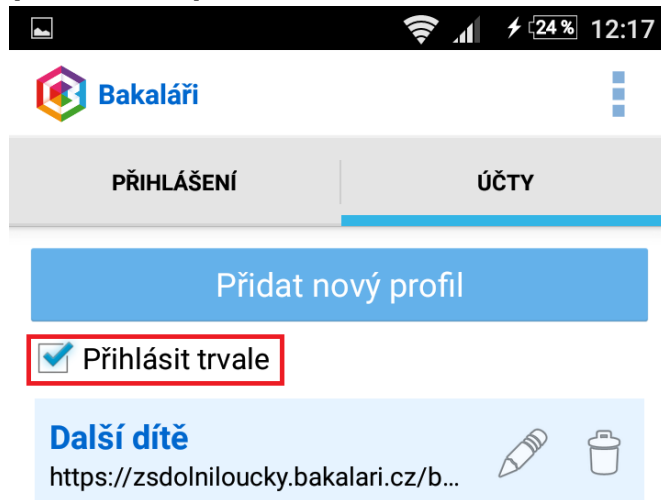 24 % 12:17
Bakaláři
PŘIHLÁŠENÍ ÚČTY
Přidat nový profil
Přihlásit trvale
Další dítě
https://zsdolniloucky.bakalari.cz/b...